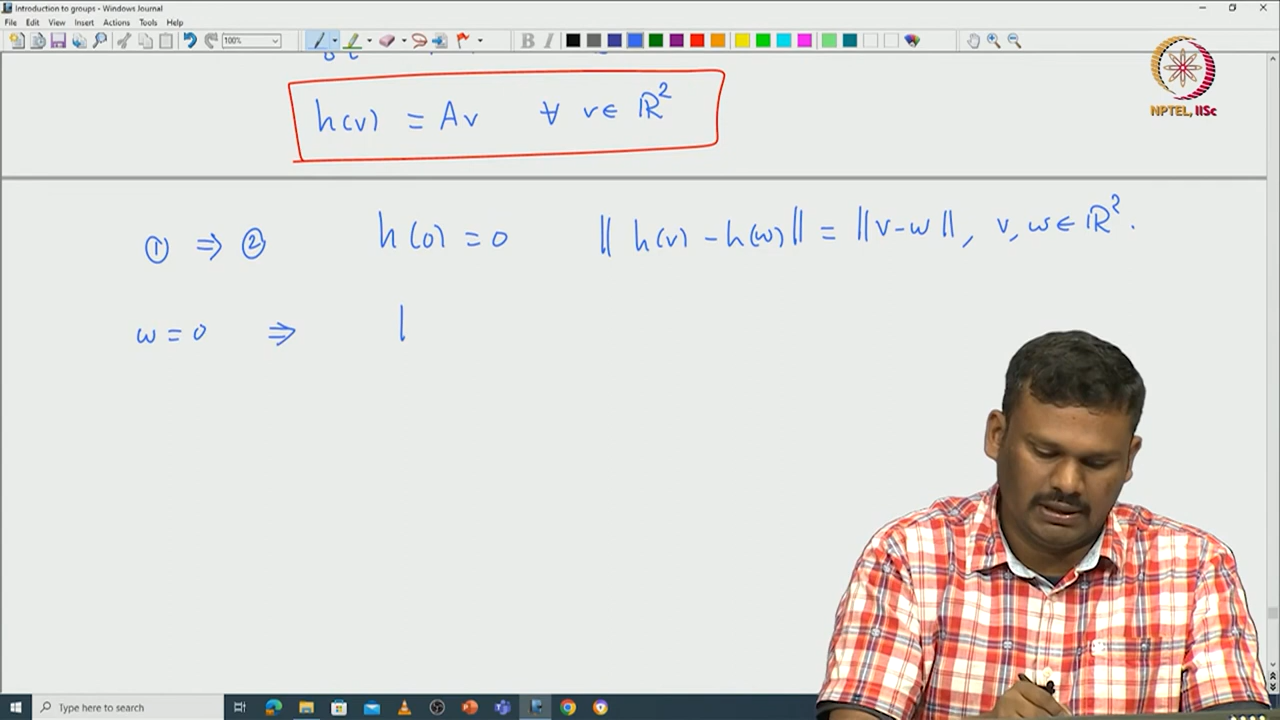 Introduction to groups - Windows Journal
File Edit View Insert Actions Tools Help
100%
B I
NPTEL, IISc
h(v) = Av ∀ v ∈ ℝ²
① ⇒ ② h(0) = 0 ‖ h(v) - h(w) ‖ = ‖ v - w ‖, v, w ∈ ℝ².
w = 0 ⇒ |
Type here to search